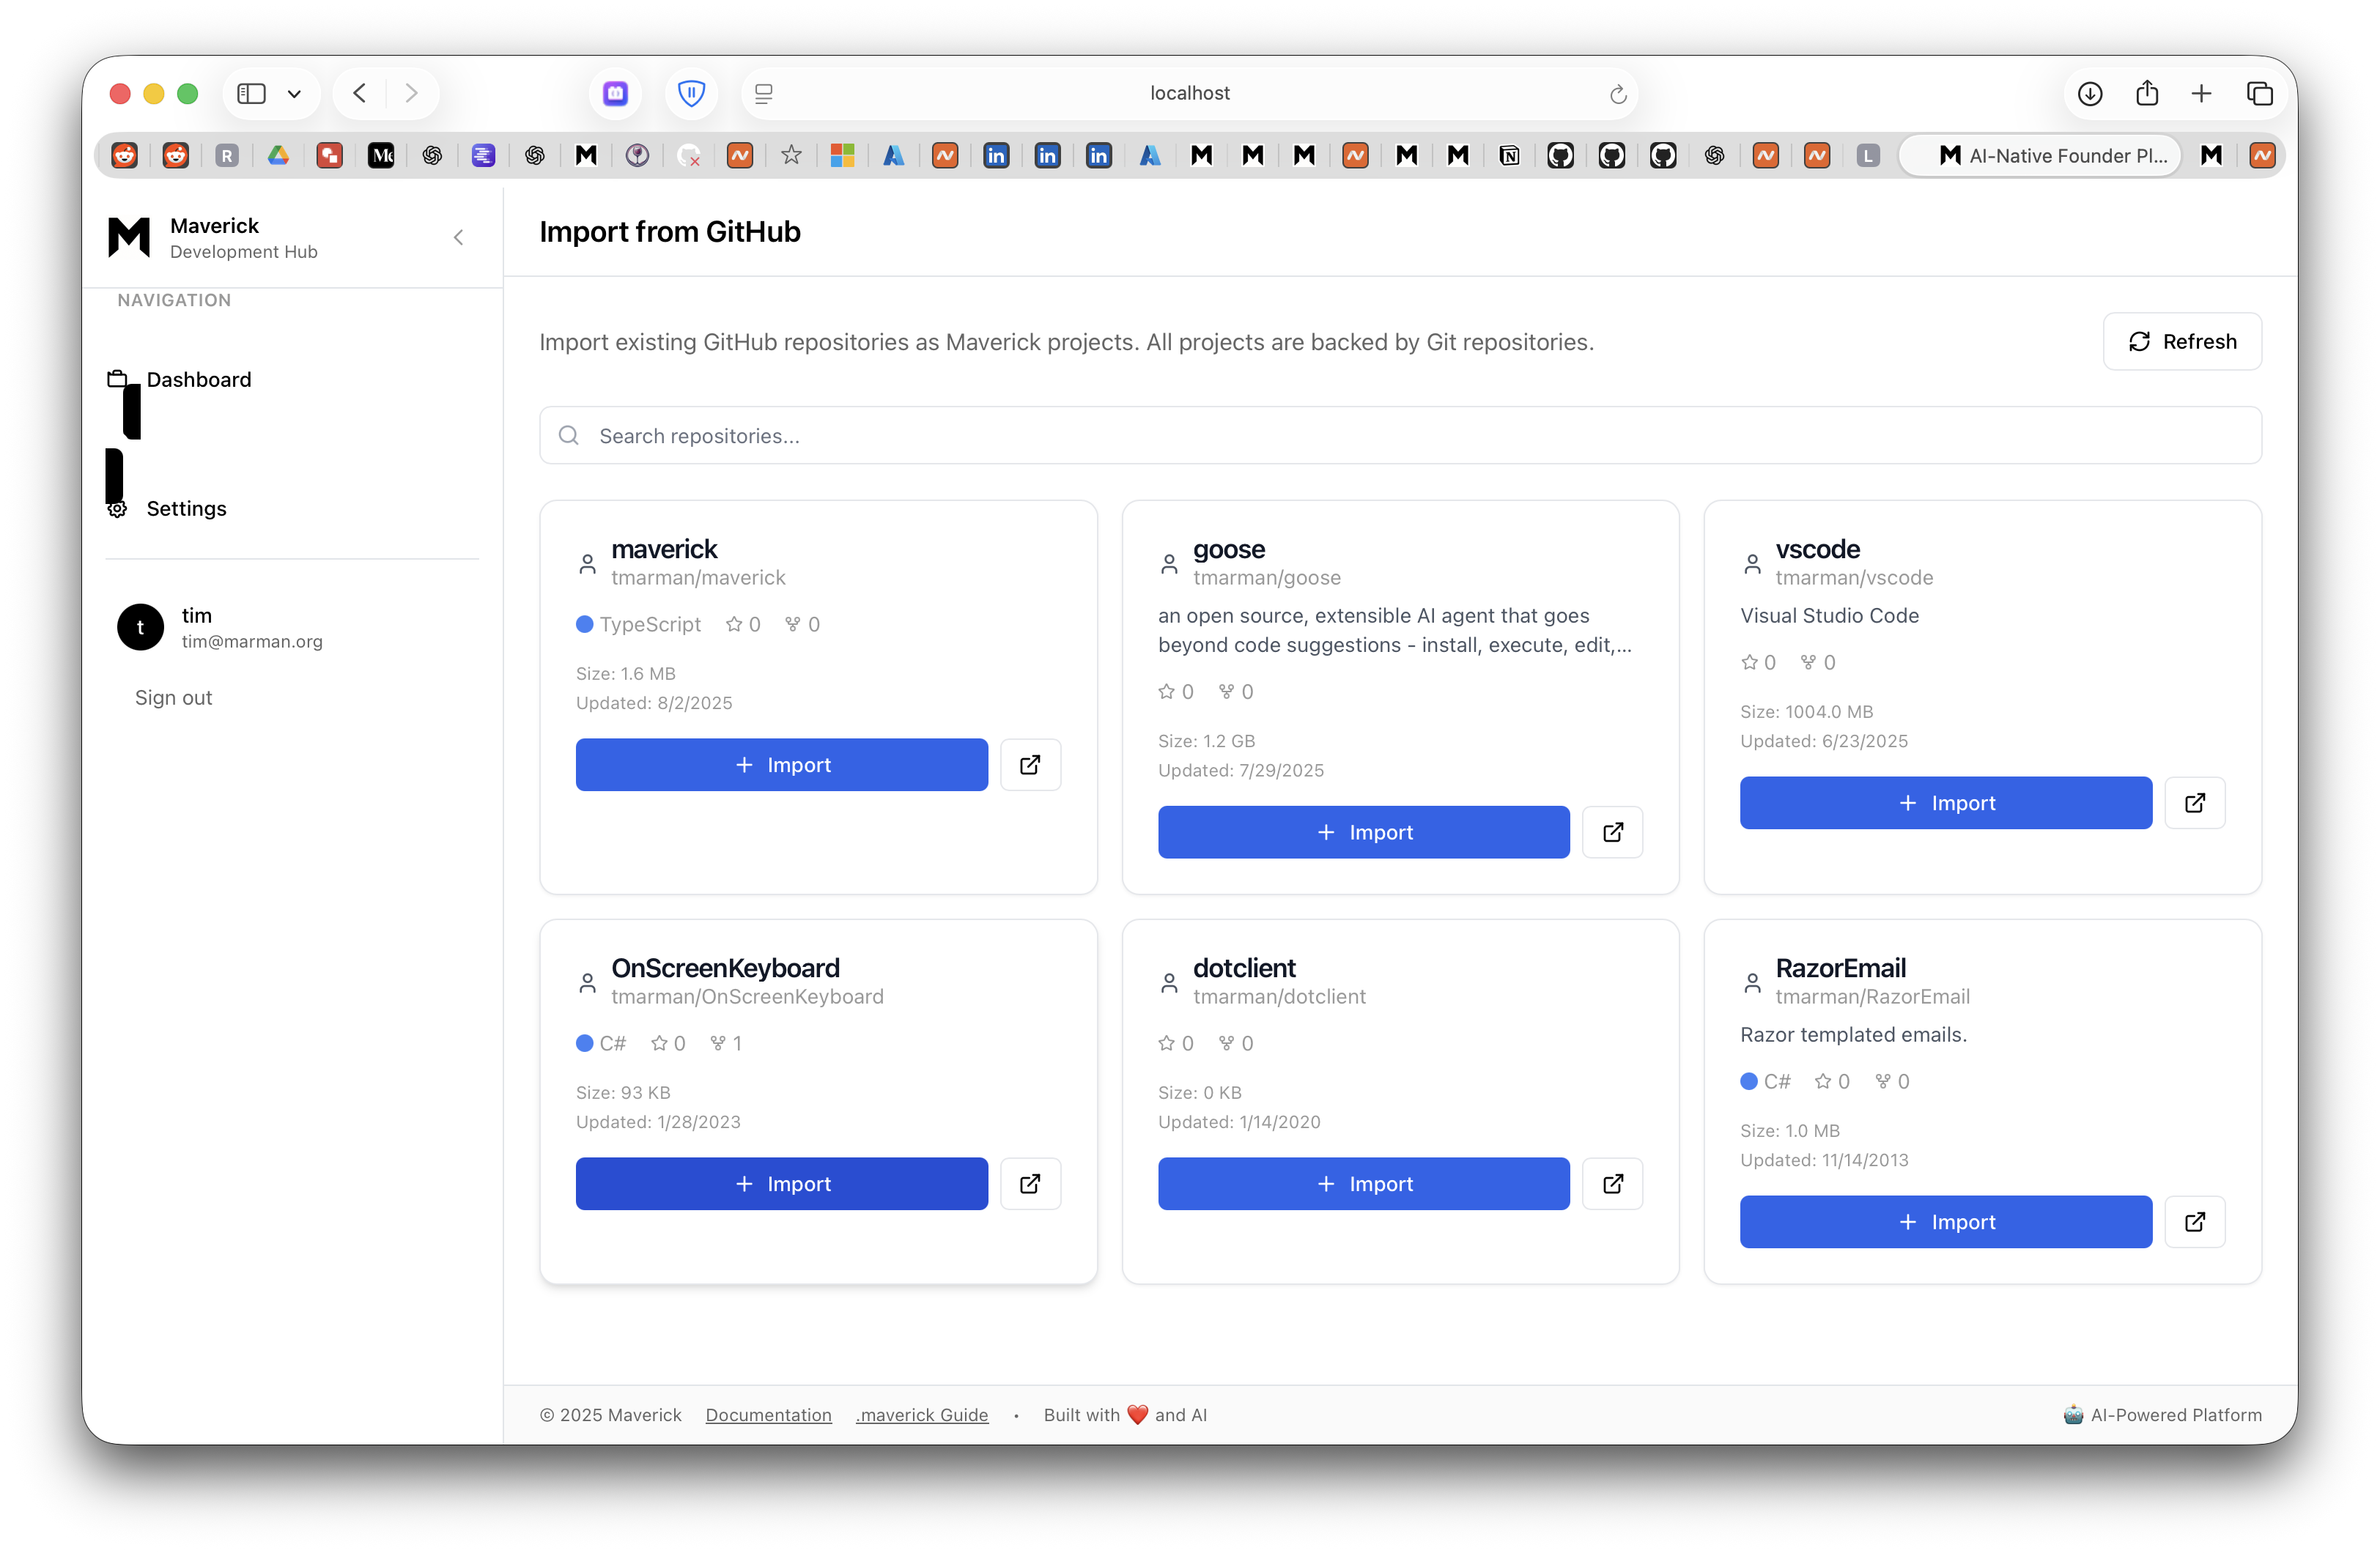 localhost
R
L
AI-Native Founder Pl...
Maverick
Development Hub
Import from GitHub
NAVIGATION
Dashboard
Settings
t
tim
tim@marman.org
Sign out
Import existing GitHub repositories as Maverick projects. All projects are backed by Git repositories.
Refresh
Search repositories...
maverick
tmarman/maverick
TypeScript 0 0
Size: 1.6 MB
Updated: 8/2/2025
Import
goose
tmarman/goose
an open source, extensible AI agent that goes
beyond code suggestions - install, execute, edit,...
0 0
Size: 1.2 GB
Updated: 7/29/2025
Import
vscode
tmarman/vscode
Visual Studio Code
0 0
Size: 1004.0 MB
Updated: 6/23/2025
Import
OnScreenKeyboard
tmarman/OnScreenKeyboard
C# 0 1
Size: 93 KB
Updated: 1/28/2023
Import
dotclient
tmarman/dotclient
0 0
Size: 0 KB
Updated: 1/14/2020
Import
RazorEmail
tmarman/RazorEmail
Razor templated emails.
C# 0 0
Size: 1.0 MB
Updated: 11/14/2013
Import
© 2025 Maverick Documentation .maverick Guide • Built with ❤️ and AI
🤖 AI-Powered Platform